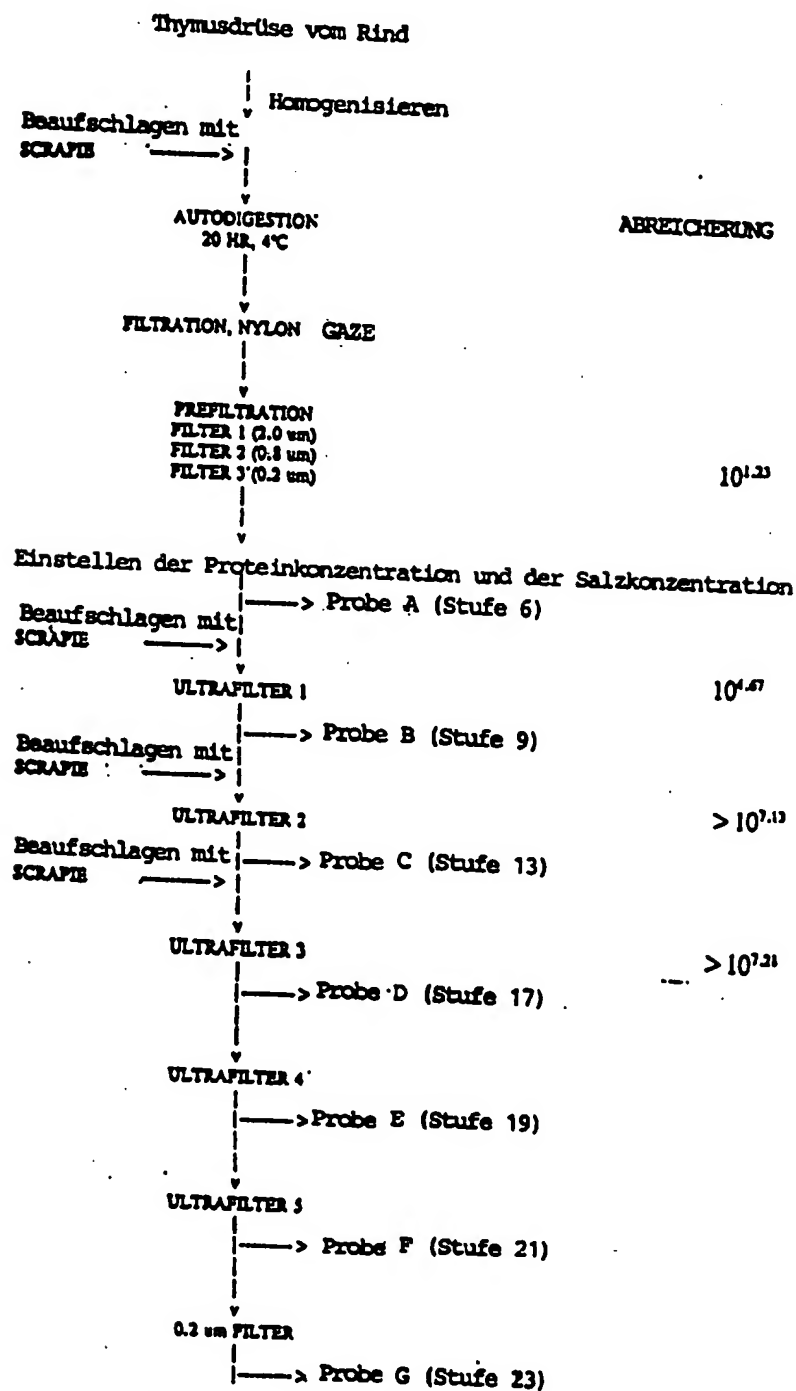 Thymusdrüse vom Rind
Homogenisieren
Beaufschlagen mit
SCRAPIE
AUTODIGESTION
20 HR, 4°C
ABREICHERUNG
FILTRATION, NYLON GAZE
PREFILTRATION
FILTER 1 (2.0 um)
FILTER 2 (0.8 um)
FILTER 3 (0.2 um)
10^1.23
Einstellen der Proteinkonzentration und der Salzkonzentration
Probe A (Stufe 6)
Beaufschlagen mit
SCRAPIE
ULTRAFILTER 1
10^4.67
Probe B (Stufe 9)
Beaufschlagen mit
SCRAPIE
ULTRAFILTER 2
> 10^7.13
Beaufschlagen mit
Probe C (Stufe 13)
SCRAPIE
ULTRAFILTER 3
> 10^7.21
Probe D (Stufe 17)
ULTRAFILTER 4
Probe E (Stufe 19)
ULTRAFILTER 5
Probe F (Stufe 21)
0.2 um FILTER
Probe G (Stufe 23)